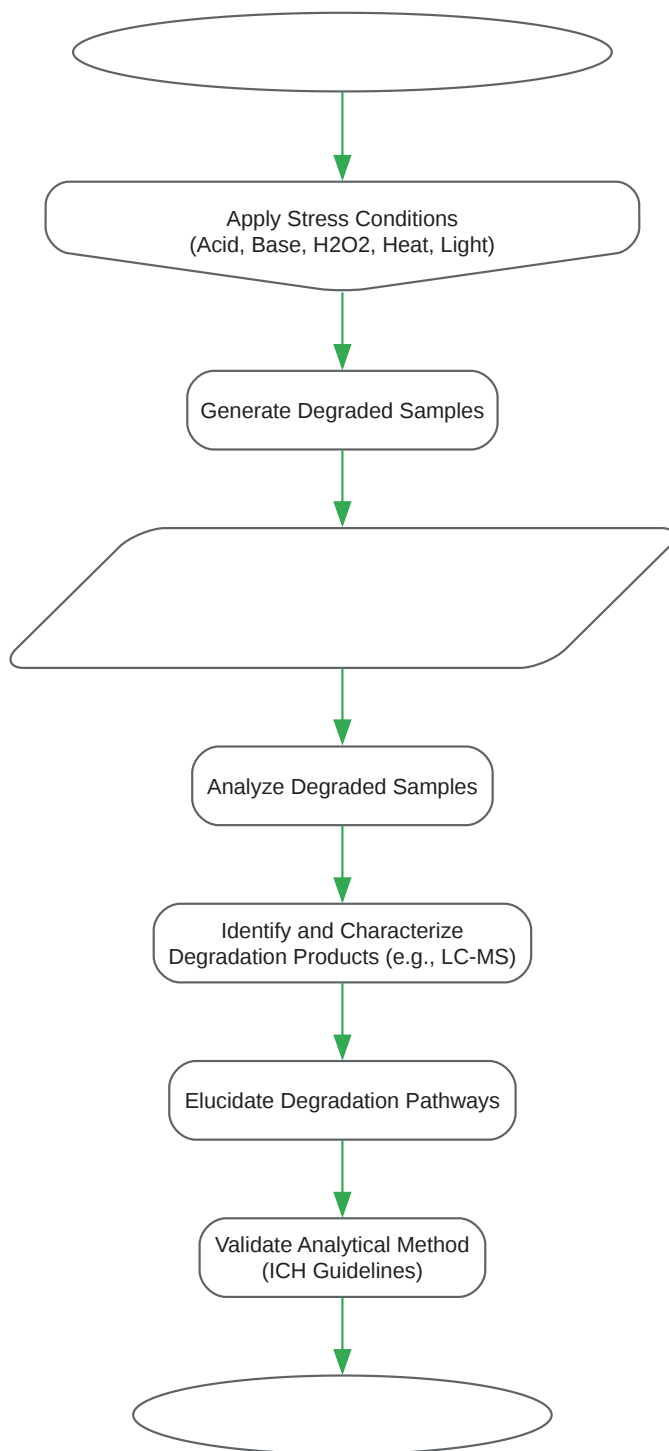 Apply Stress Conditions
(Acid, Base, H2O2, Heat, Light)
Generate Degraded Samples
Analyze Degraded Samples
Identify and Characterize
Degradation Products (e.g., LC-MS)
Elucidate Degradation Pathways
Validate Analytical Method
(ICH Guidelines)